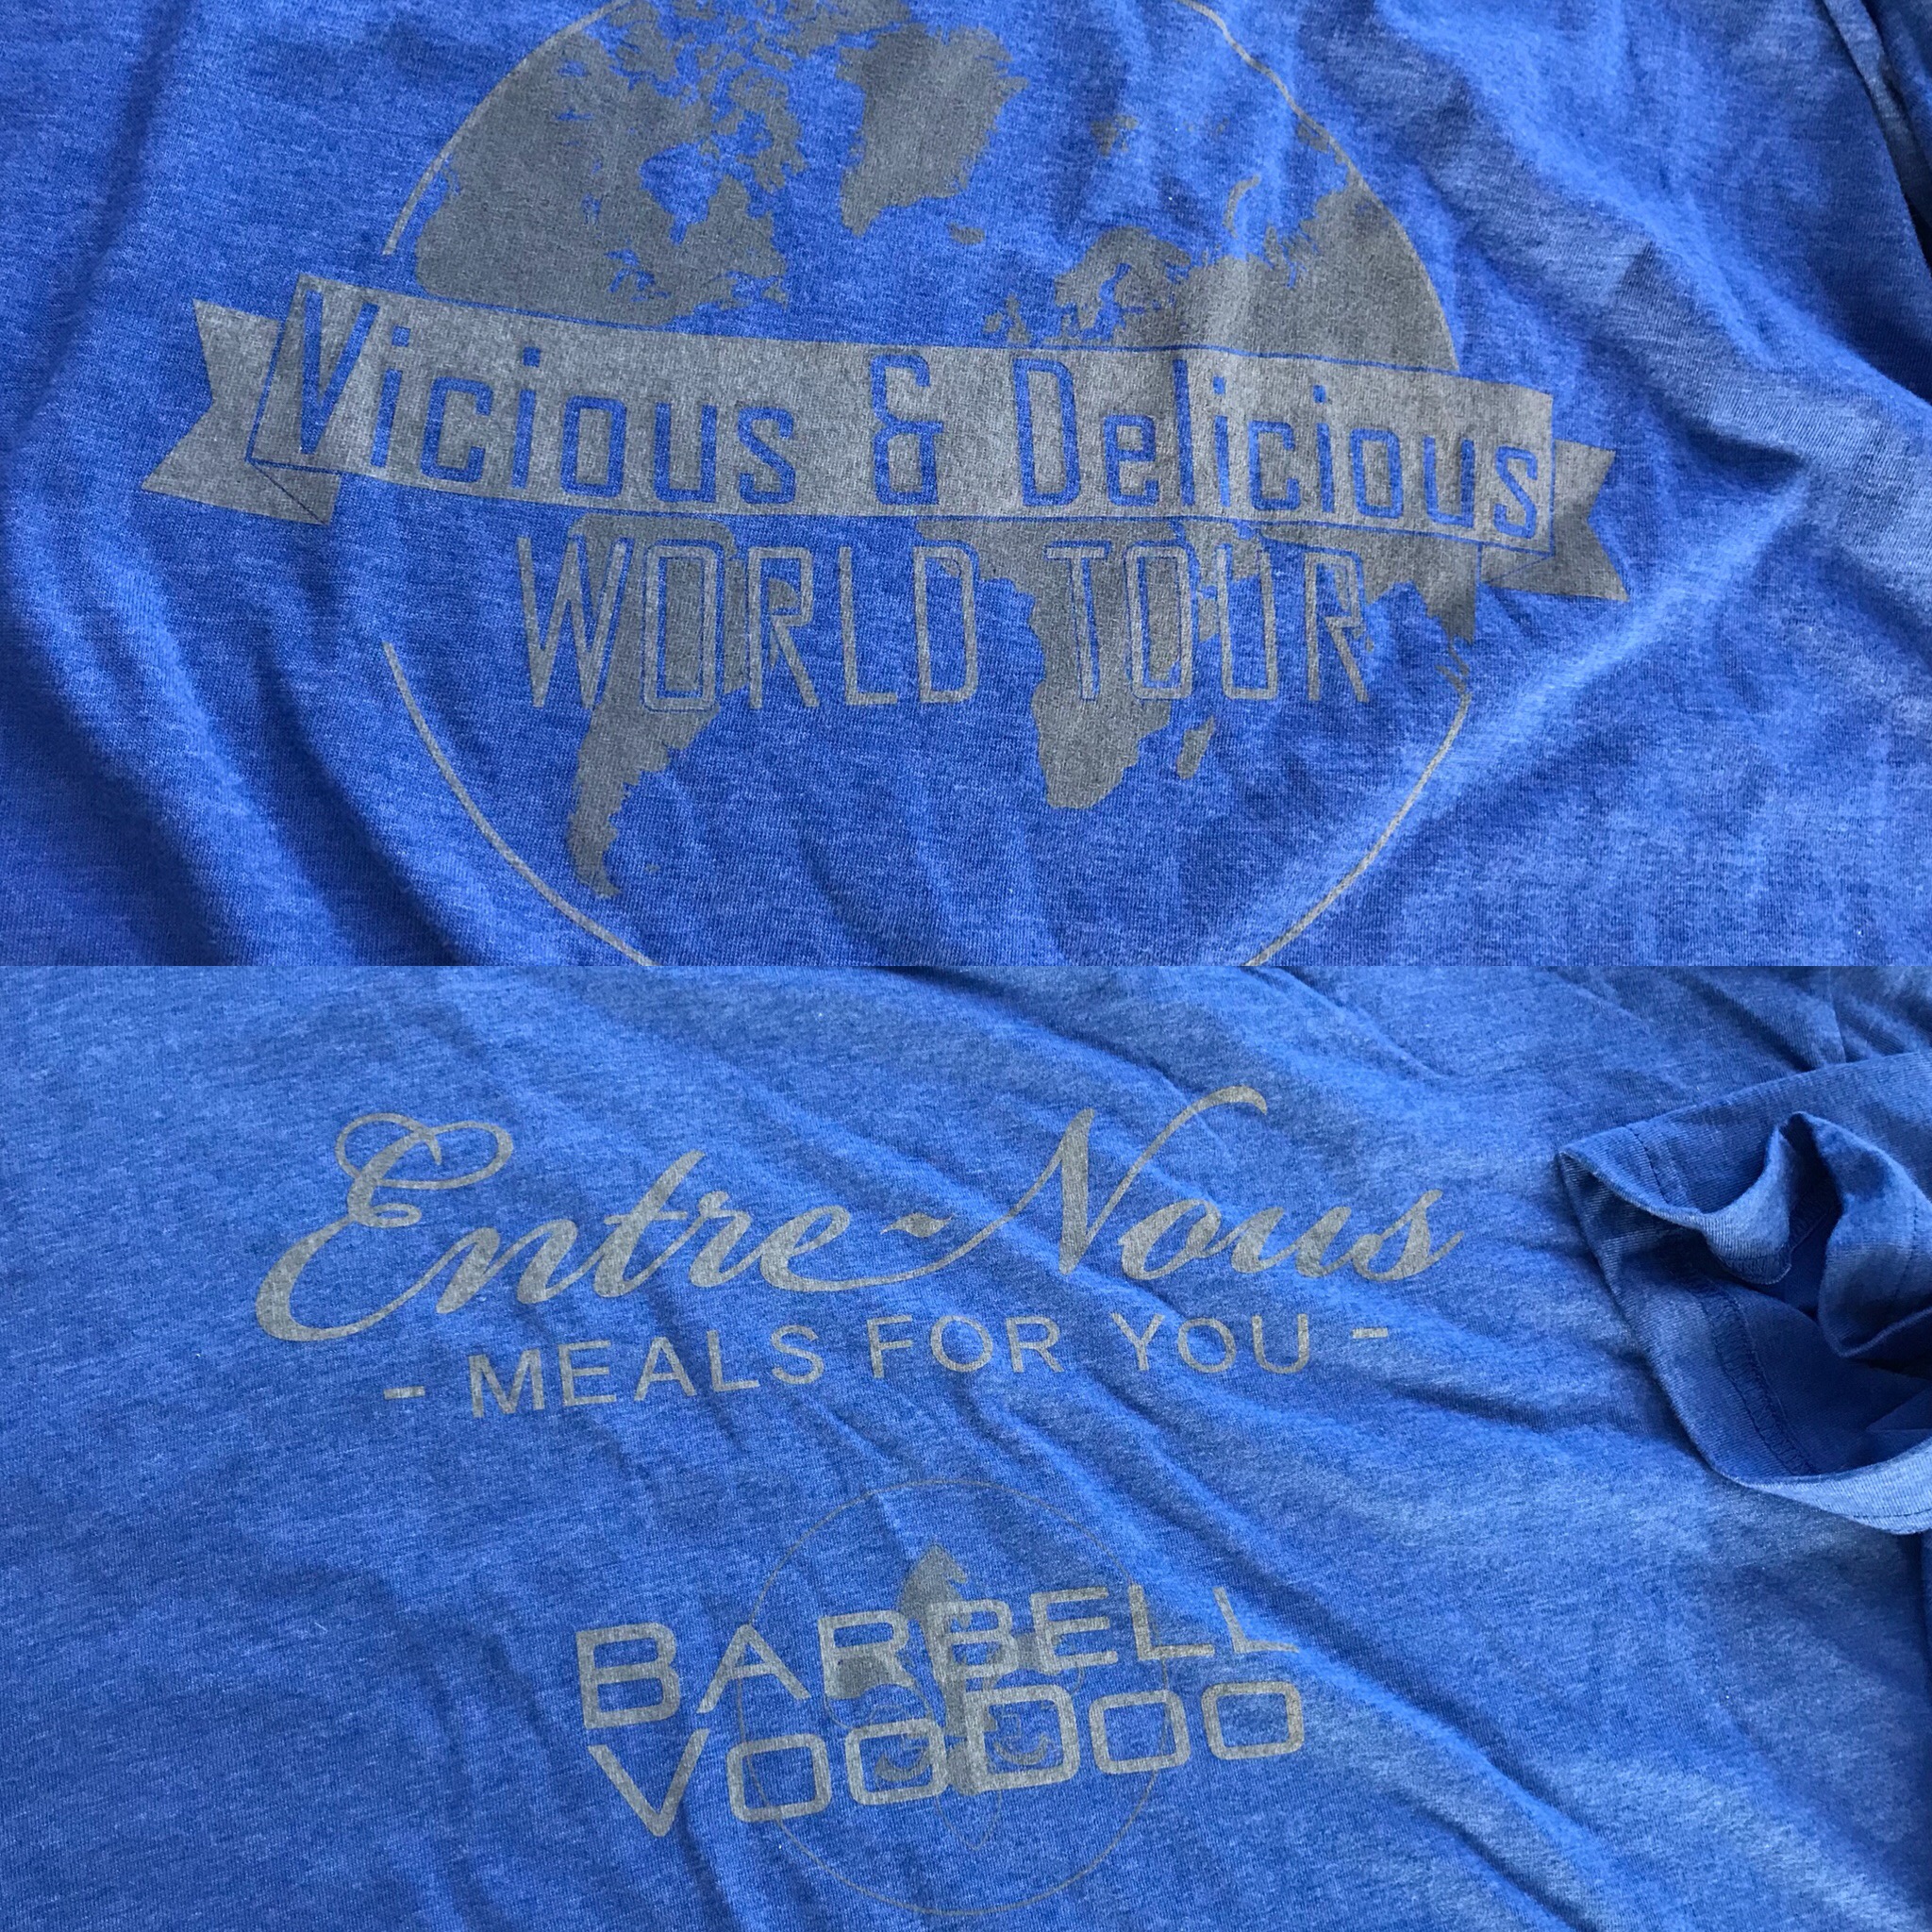 Vicious & Delicious
WORLD TOUR
Entre-Nous
- MEALS FOR YOU -
BARBELL
VOODOO